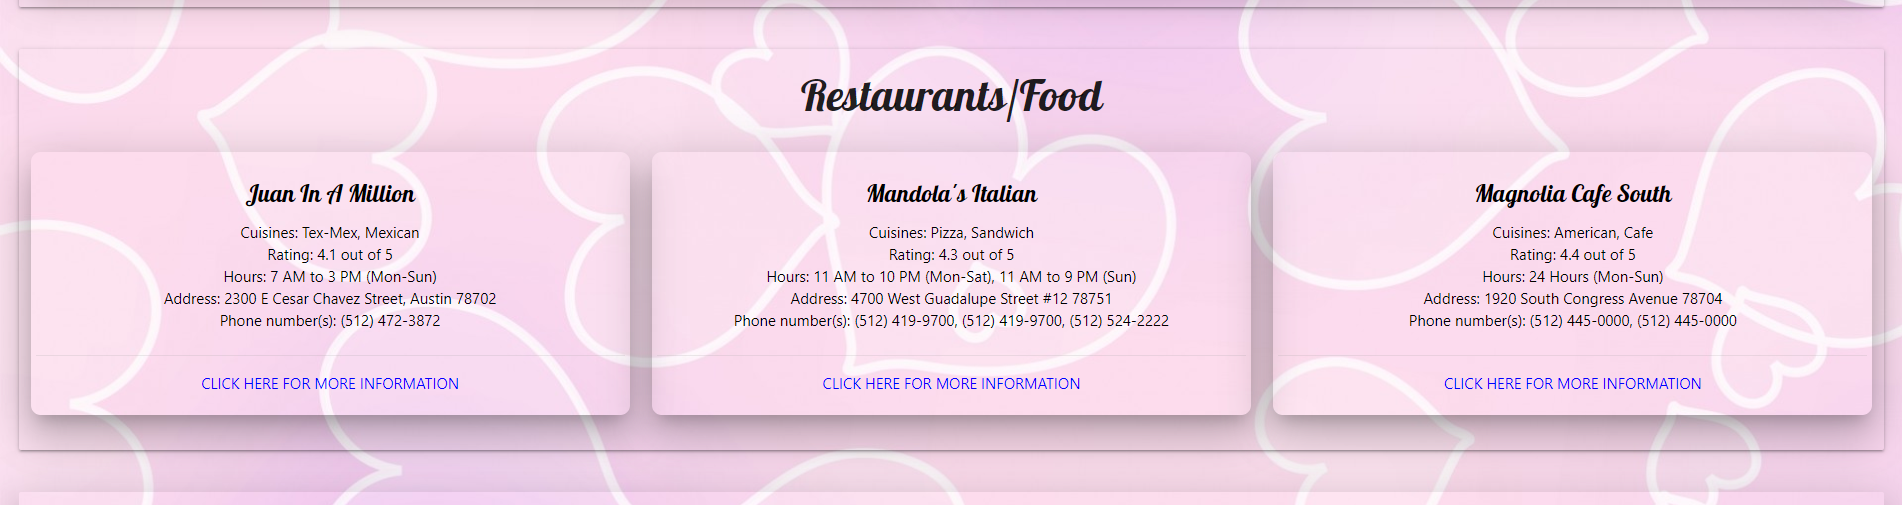 Restaurants/Food
Juan In A Million
Cuisines: Tex-Mex, Mexican
Rating: 4.1 out of 5
Hours: 7 AM to 3 PM (Mon-Sun)
Address: 2300 E Cesar Chavez Street, Austin 78702
Phone number(s): (512) 472-3872
CLICK HERE FOR MORE INFORMATION
Mandola's Italian
Cuisines: Pizza, Sandwich
Rating: 4.3 out of 5
Hours: 11 AM to 10 PM (Mon-Sat), 11 AM to 9 PM (Sun)
Address: 4700 West Guadalupe Street #12 78751
Phone number(s): (512) 419-9700, (512) 419-9700, (512) 524-2222
CLICK HERE FOR MORE INFORMATION
Magnolia Cafe South
Cuisines: American, Cafe
Rating: 4.4 out of 5
Hours: 24 Hours (Mon-Sun)
Address: 1920 South Congress Avenue 78704
Phone number(s): (512) 445-0000, (512) 445-0000
CLICK HERE FOR MORE INFORMATION